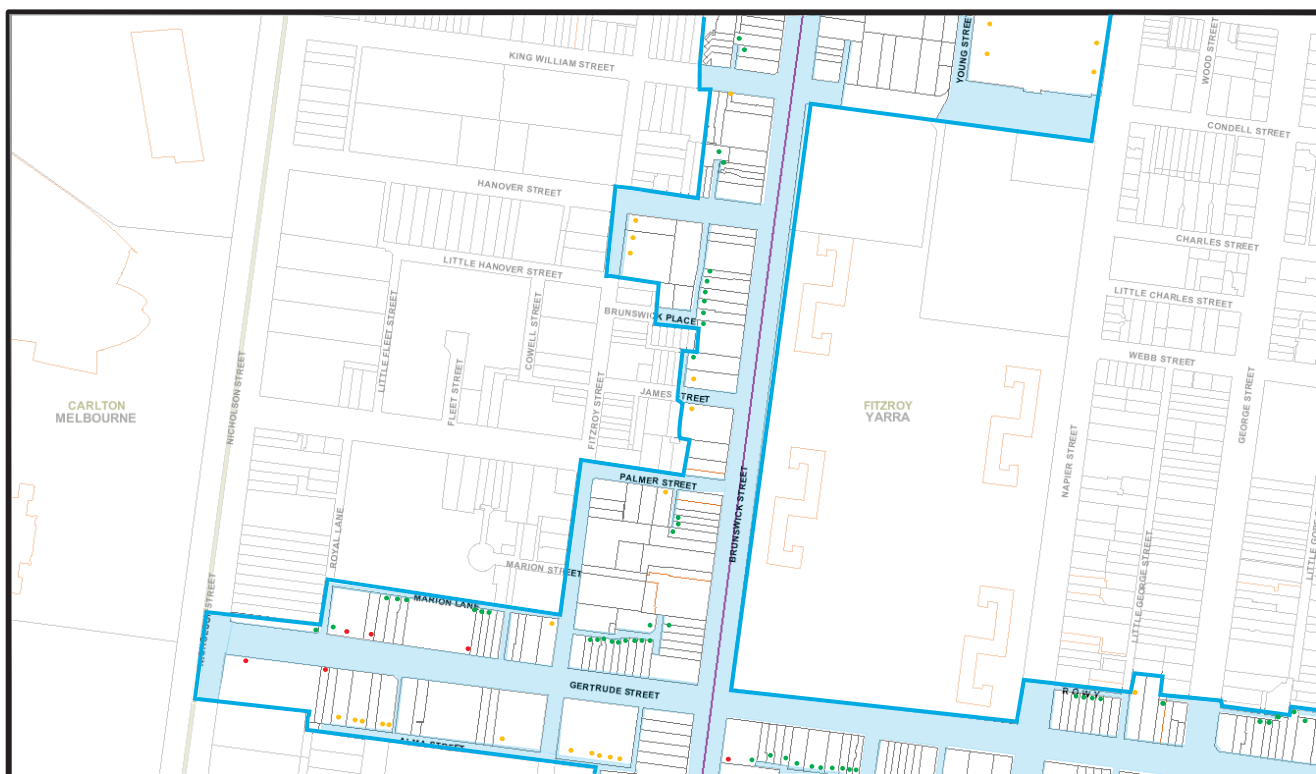 YOUNG STREET
WOOD STREET
KING WILLIAM STREET
CONDELL STREET
HANOVER STREET
CHARLES STREET
LITTLE HANOVER STREET
LITTLE CHARLES STREET
BRUNSWICK PLACE
COWELL STREET
LITTLE FLEET STREET
WEBB STREET
NICHOLSON STREET
FLEET STREET
FITZROY STREET
JAMES STREET
GEORGE STREET
CARLTON
MELBOURNE
FITZROY
YARRA
NAPIER STREET
PALMER STREET
BRUNSWICK STREET
ROYAL LANE
MARION STREET
LITTLE GEORGE STREET
MARION LANE
NICHOLSON STREET
GERTRUDE STREET
R O W Y
ALMA STREET